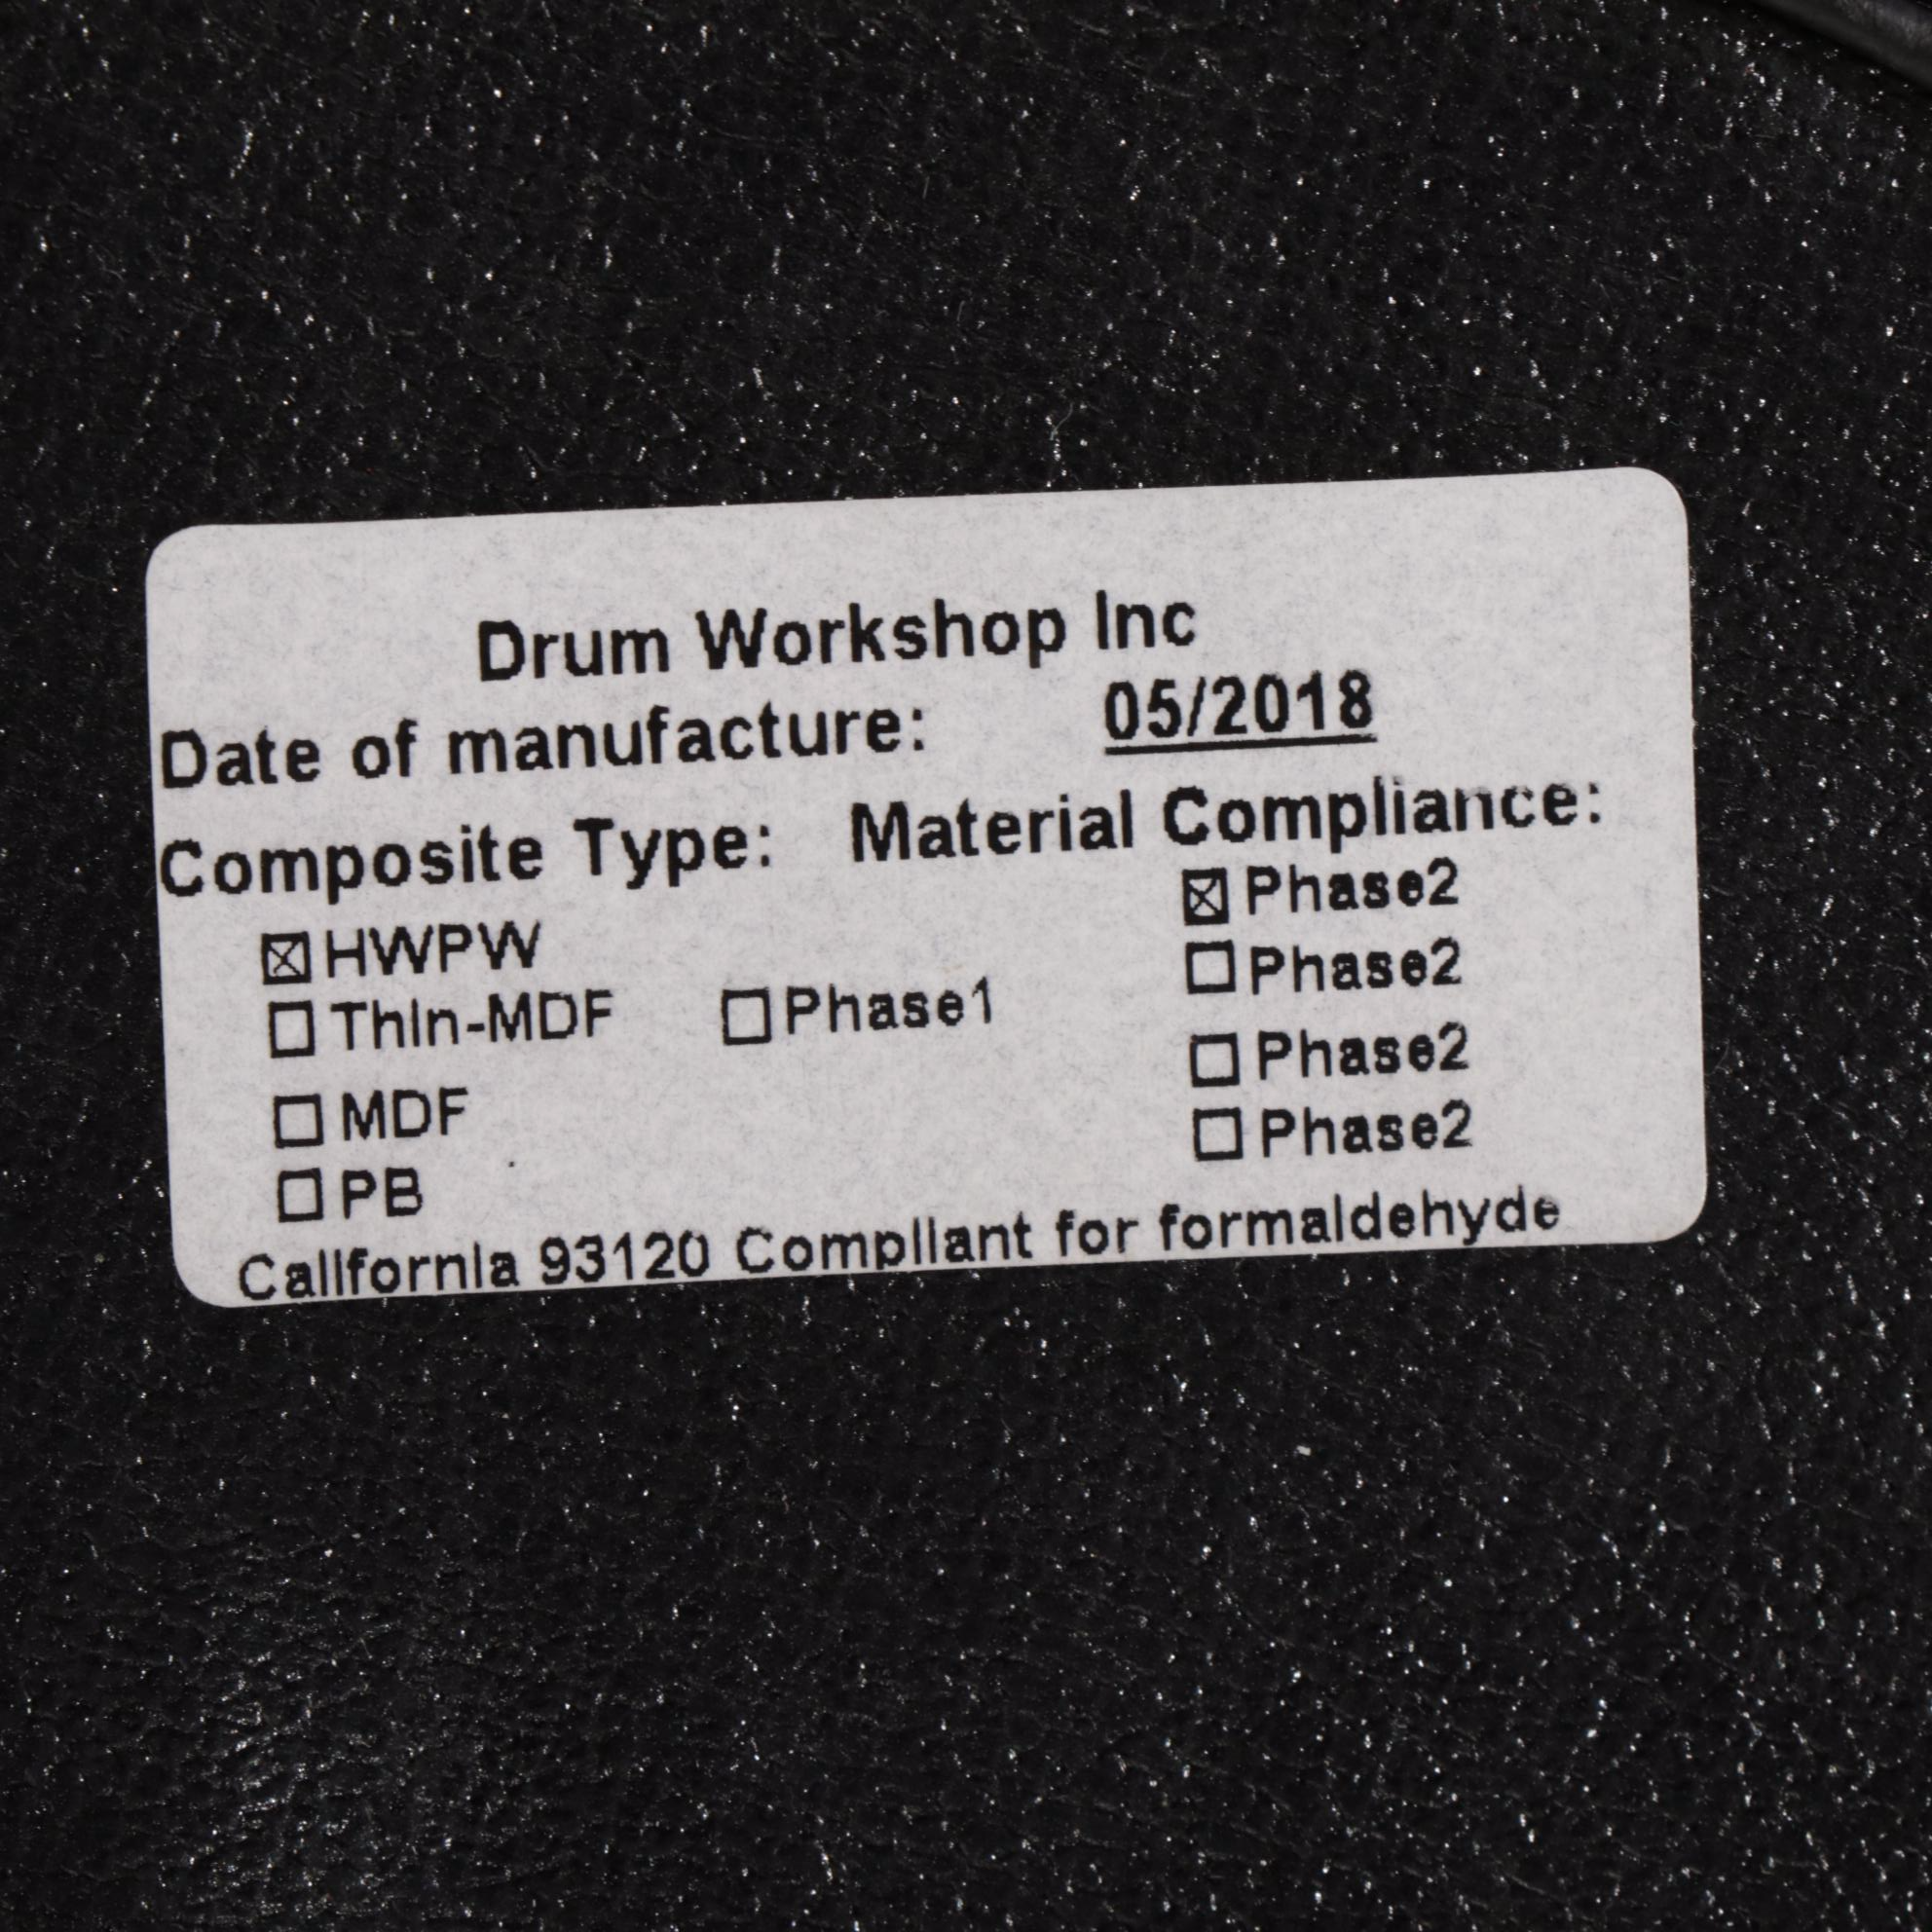 Drum Workshop Inc
Date of manufacture: 05/2018
Composite Type: Material Compliance:
☒ HWPW ☒ Phase2
☐ Thin-MDF ☐ Phase1 ☐ Phase2
☐ MDF ☐ Phase2
☐ PB ☐ Phase2
California 93120 Compliant for formaldehyde